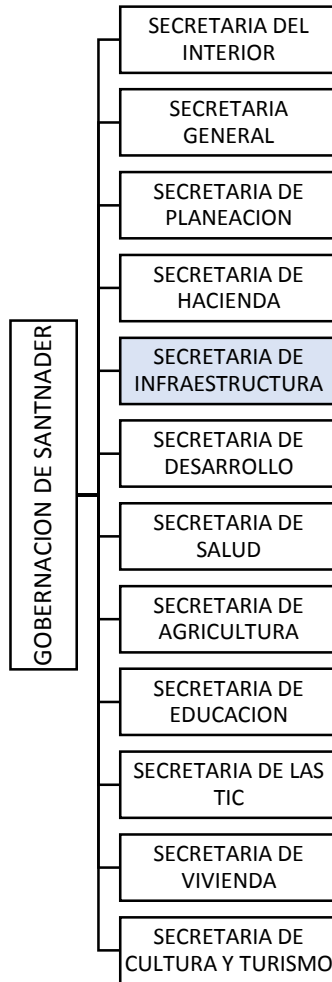 GOBERNACION DE SANTNADER
SECRETARIA DEL
INTERIOR
SECRETARIA
GENERAL
SECRETARIA DE
PLANEACION
SECRETARIA DE
HACIENDA
SECRETARIA DE
INFRAESTRUCTURA
SECRETARIA DE
DESARROLLO
SECRETARIA DE
SALUD
SECRETARIA DE
AGRICULTURA
SECRETARIA DE
EDUCACION
SECRETARIA DE LAS
TIC
SECRETARIA DE
VIVIENDA
SECRETARIA DE
CULTURA Y TURISMO